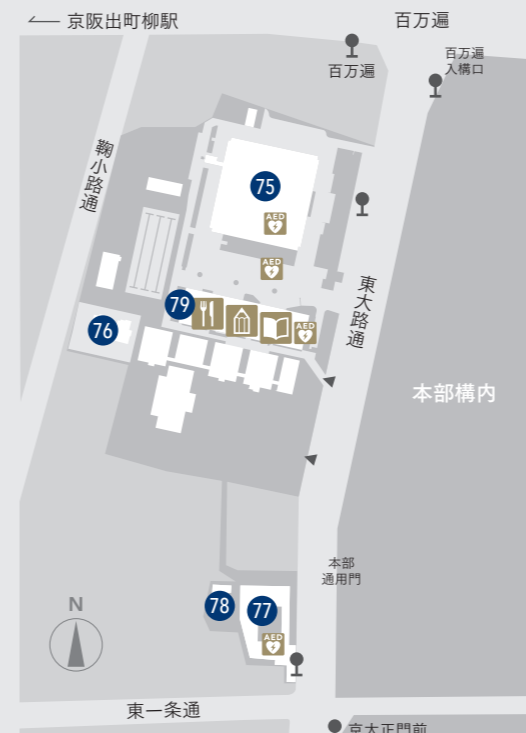 京阪出町柳駅
百万遍
百万遍
百万遍
入構口
鞠小路通
75
AED
AED
東大路通
79
AED
76
本部構内
本部
通用門
78
77
AED
N
東一条通
京大正門前